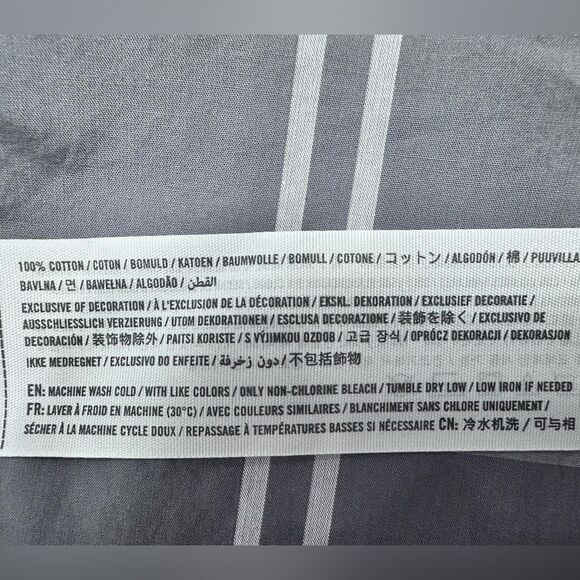 100% COTTON / COTON / BOMULD / KATOEN / BAUMWOLLE / BOMULL / COTONE / コットン / ALGODÓN / 棉 / PUUVILLA
BAVLNA / 면 / BAWEŁNA / ALGODÃO / القطن
EXCLUSIVE OF DECORATION / À L'EXCLUSION DE LA DÉCORATION / EKSKL. DEKORATION / EXCLUSIEF DECORATIE /
AUSSCHLIESSLICH VERZIERUNG / UTOM DEKORATIONEN / ESCLUSA DECORAZIONE / 装飾を除く / EXCLUSIVO DE
DECORACIÓN / 装饰物除外 / PAITSI KORISTE / S VÝJIMKOU OZDOB / 고급 장식 / OPRÓCZ DEKORACJI / DEKORASJON
IKKE MEDREGNET / EXCLUSIVO DO ENFEITE / دون زخرفة / 不包括飾物
EN: MACHINE WASH COLD / WITH LIKE COLORS / ONLY NON-CHLORINE BLEACH / TUMBLE DRY LOW / LOW IRON IF NEEDED
FR: LAVER À FROID EN MACHINE (30°C) / AVEC COULEURS SIMILAIRES / BLANCHIMENT SANS CHLORE UNIQUEMENT /
SÉCHER À LA MACHINE CYCLE DOUX / REPASSAGE À TEMPÉRATURES BASSES SI NÉCESSAIRE CN: 冷水机洗 / 可与相